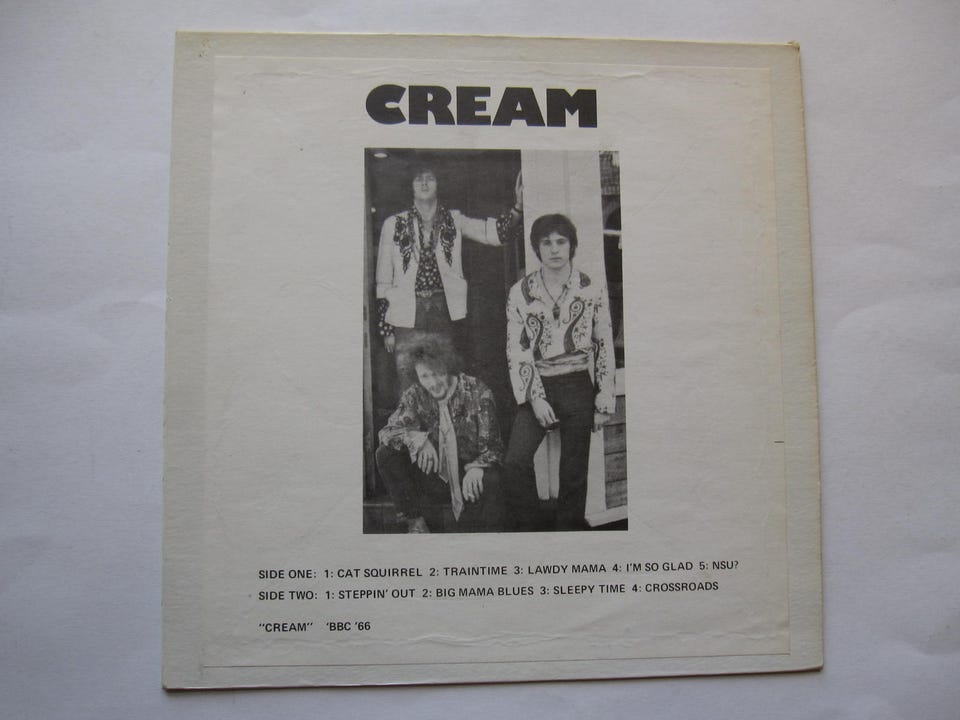 CREAM
SIDE ONE: 1: CAT SQUIRREL 2: TRAINTIME 3: LAWDY MAMA 4: I'M SO GLAD 5: NSU?
SIDE TWO: 1: STEPPIN' OUT 2: BIG MAMA BLUES 3: SLEEPY TIME 4: CROSSROADS
"CREAM" 'BBC '66